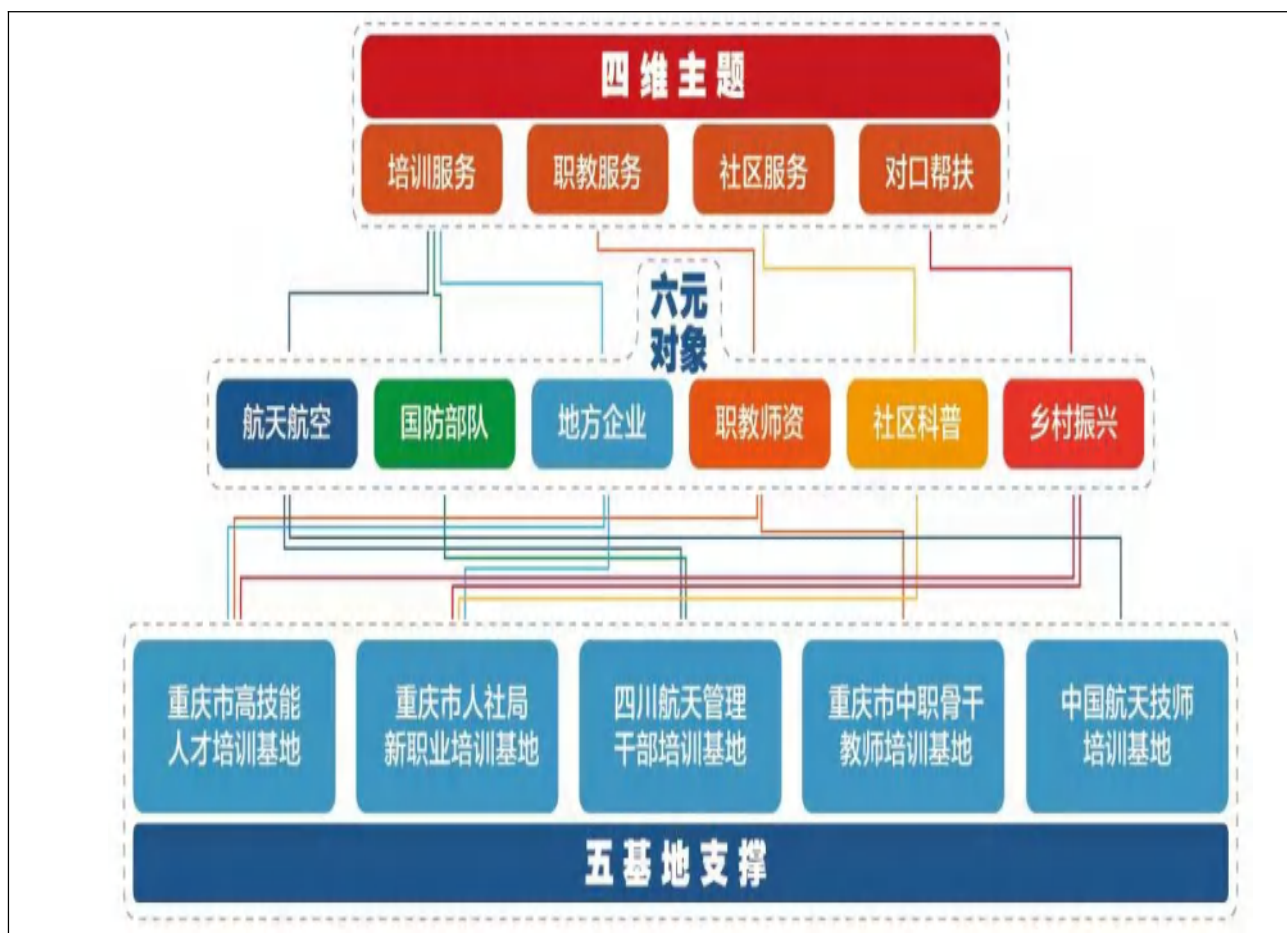 四维主题
培训服务
职教服务
社区服务
对口帮扶
六元
对象
航天航空
国防部队
地方企业
职教师资
社区科普
乡村振兴
重庆市高技能
人才培训基地
重庆市人社局
新职业培训基地
四川航天管理
干部培训基地
重庆市中职骨干
教师培训基地
中国航天技师
培训基地
五基地支撑